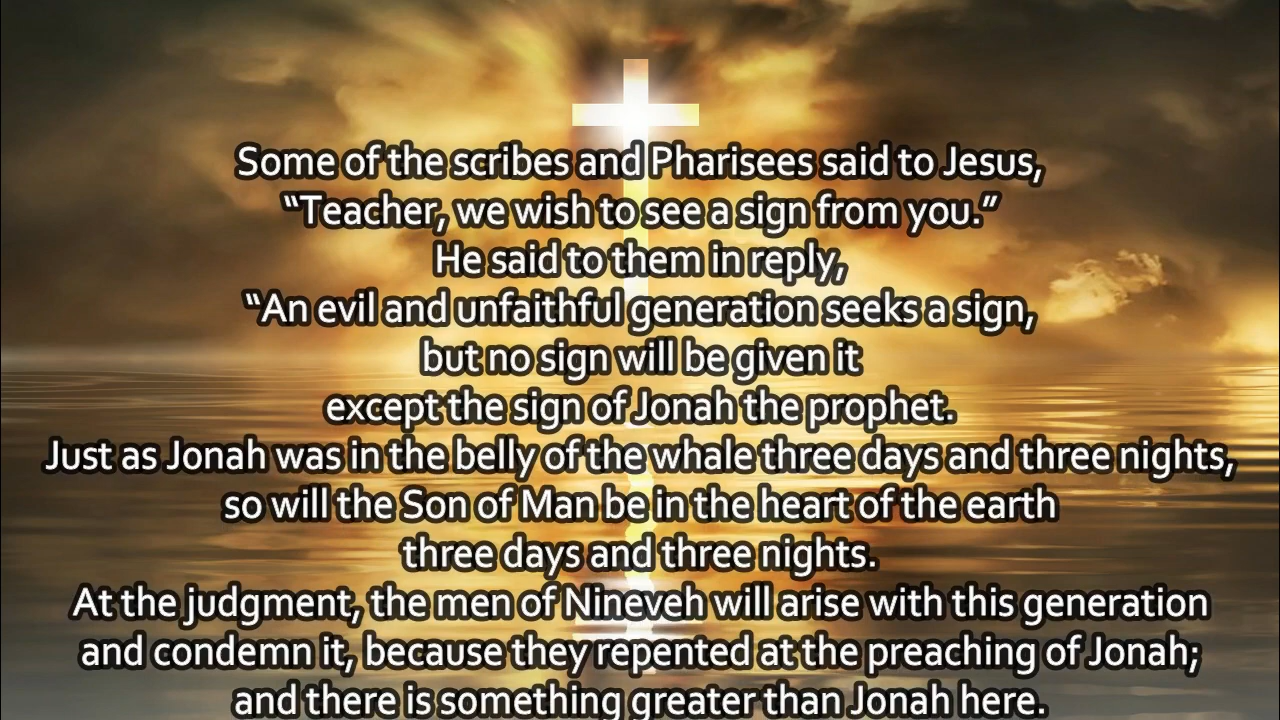 Some of the scribes and Pharisees said to Jesus,
“Teacher, we wish to see a sign from you.”
He said to them in reply,
“An evil and unfaithful generation seeks a sign,
but no sign will be given it
except the sign of Jonah the prophet.
Just as Jonah was in the belly of the whale three days and three nights,
so will the Son of Man be in the heart of the earth
three days and three nights.
At the judgment, the men of Nineveh will arise with this generation
and condemn it, because they repented at the preaching of Jonah;
and there is something greater than Jonah here.